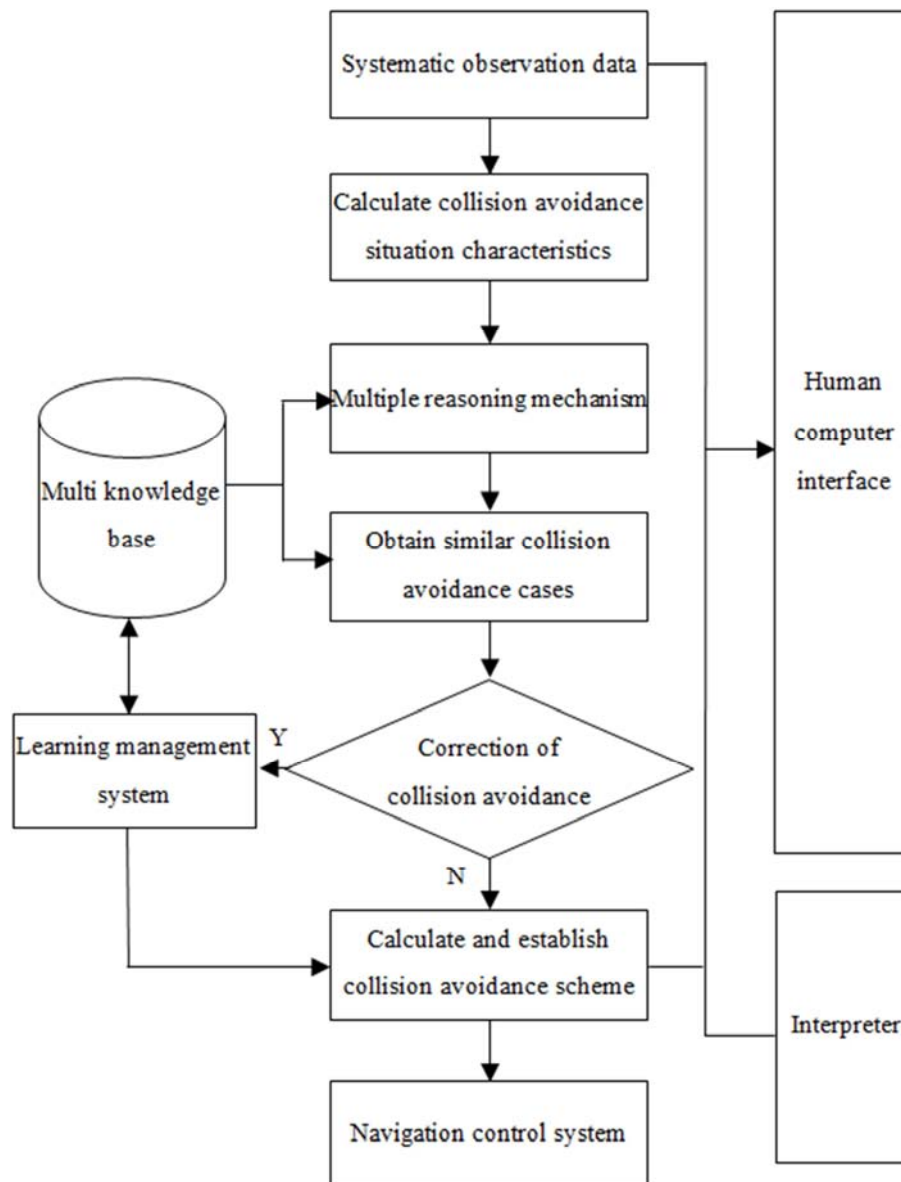 Systematic observation data
Calculate collision avoidance
situation characteristics
Multiple reasoning mechanism
Human
computer
interface
Multi knowledge
base
Obtain similar collision
avoidance cases
Learning management
system
Y
Correction of
collision avoidance
N
Calculate and establish
collision avoidance scheme
Interpreter
Navigation control system